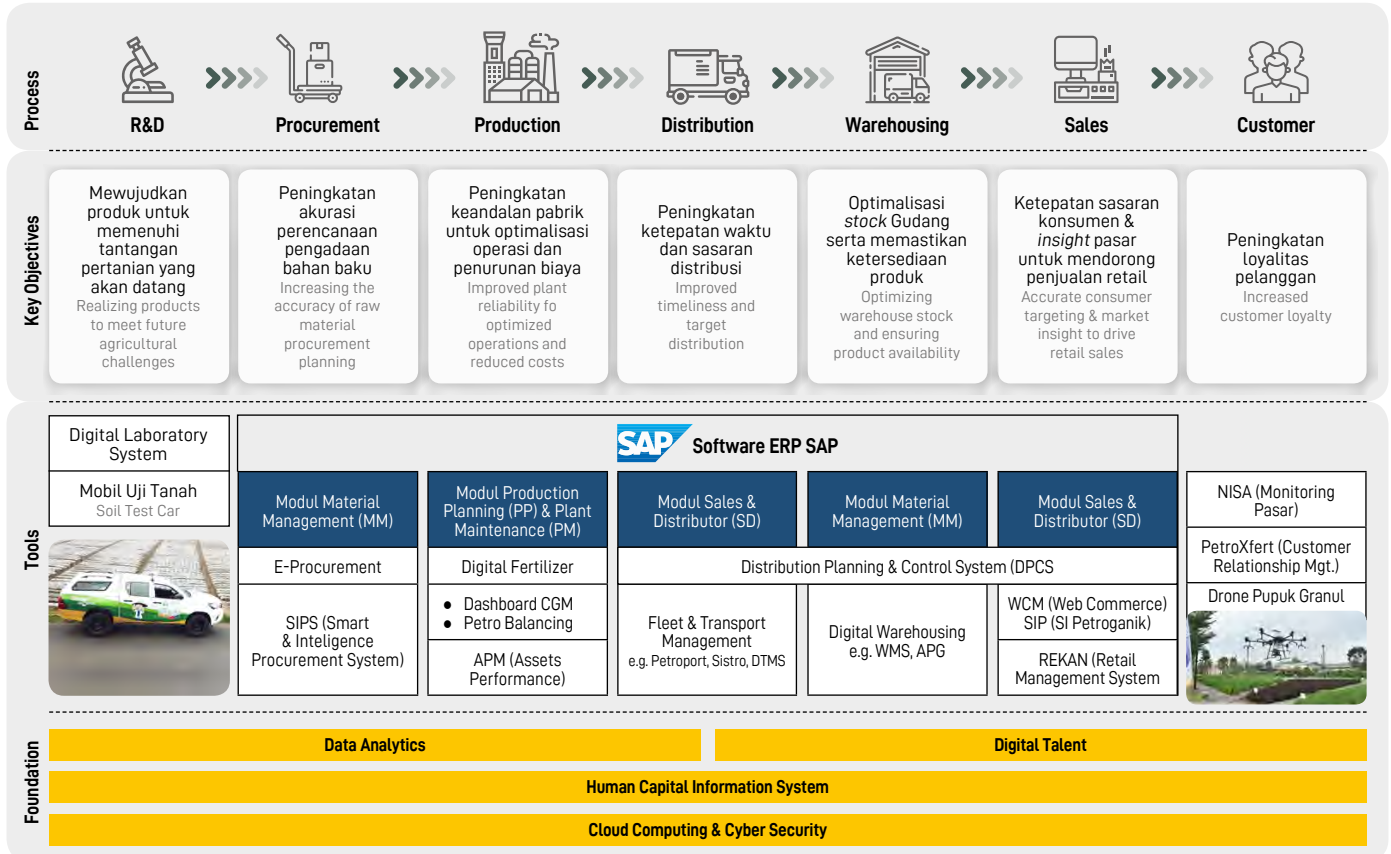 Process
R&D
Procurement
Production
Distribution
Warehousing
Sales
Customer
Key Objectives
Mewujudkan
produk untuk
memenuhi
tantangan
pertanian yang
akan datang
Realizing products
to meet future
agricultural
challenges
Peningkatan
akurasi
perencanaan
pengadaan
bahan baku
Increasing the
accuracy of raw
material
procurement
planning
Peningkatan
keandalan pabrik
untuk optimalisasi
operasi dan
penurunan biaya
Improved plant
reliability fo
optimized
operations and
reduced costs
Peningkatan
ketepatan waktu
dan sasaran
distribusi
Improved
timeliness and
target
distribution
Optimalisasi
stock Gudang
serta memastikan
ketersediaan
produk
Optimizing
warehouse stock
and ensuring
product availability
Ketepatan sasaran
konsumen &
insight pasar
untuk mendorong
penjualan retail
Accurate consumer
targeting & market
insight to drive
retail sales
Peningkatan
loyalitas
pelanggan
Increased
customer loyalty
Tools
Digital Laboratory
System
Mobil Uji Tanah
Soil Test Car
SAP Software ERP SAP
Modul Material
Management (MM)
Modul Production
Planning (PP) & Plant
Maintenance (PM)
Modul Sales &
Distributor (SD)
Modul Material
Management (MM)
Modul Sales &
Distributor (SD)
E-Procurement
Digital Fertilizer
Distribution Planning & Control System (DPCS
SIPS (Smart
& Inteligence
Procurement System)
● Dashboard CGM
● Petro Balancing
APM (Assets
Performance)
Fleet & Transport
Management
e.g. Petroport, Sistro, DTMS
Digital Warehousing
e.g. WMS, APG
WCM (Web Commerce)
SIP (SI Petroganik)
REKAN (Retail
Management System
NISA (Monitoring
Pasar)
PetroXfert (Customer
Relationship Mgt.)
Drone Pupuk Granul
Foundation
Data Analytics
Digital Talent
Human Capital Information System
Cloud Computing & Cyber Security